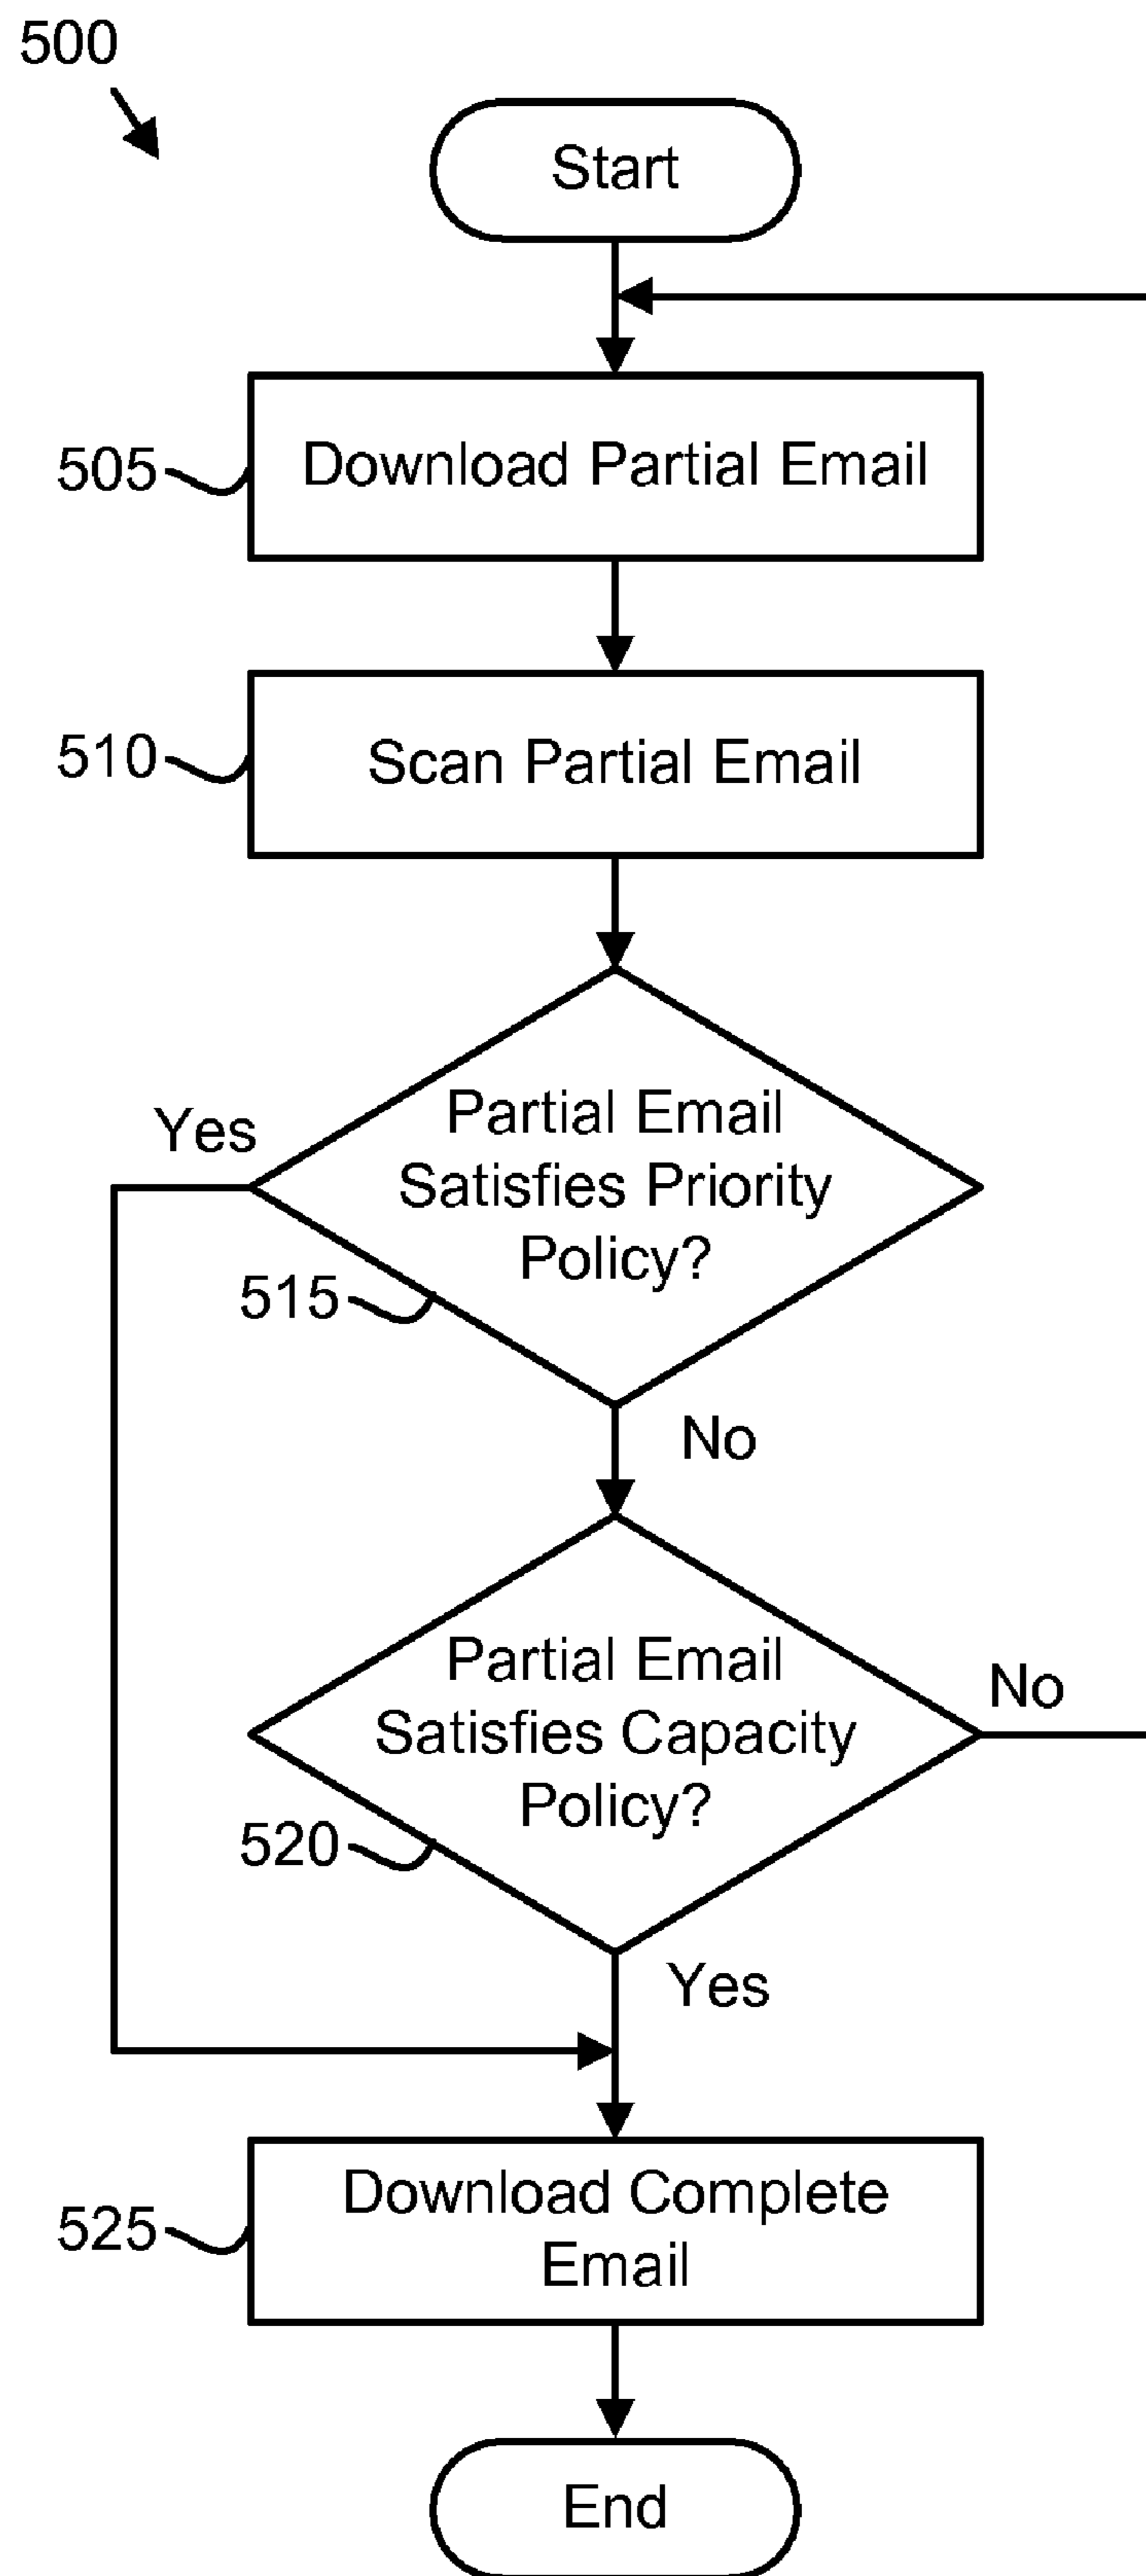 500
Start
505
Download Partial Email
510
Scan Partial Email
Yes
Partial Email
Satisfies Priority
Policy?
515
No
Partial Email
Satisfies Capacity
Policy?
No
520
Yes
525
Download Complete
Email
End